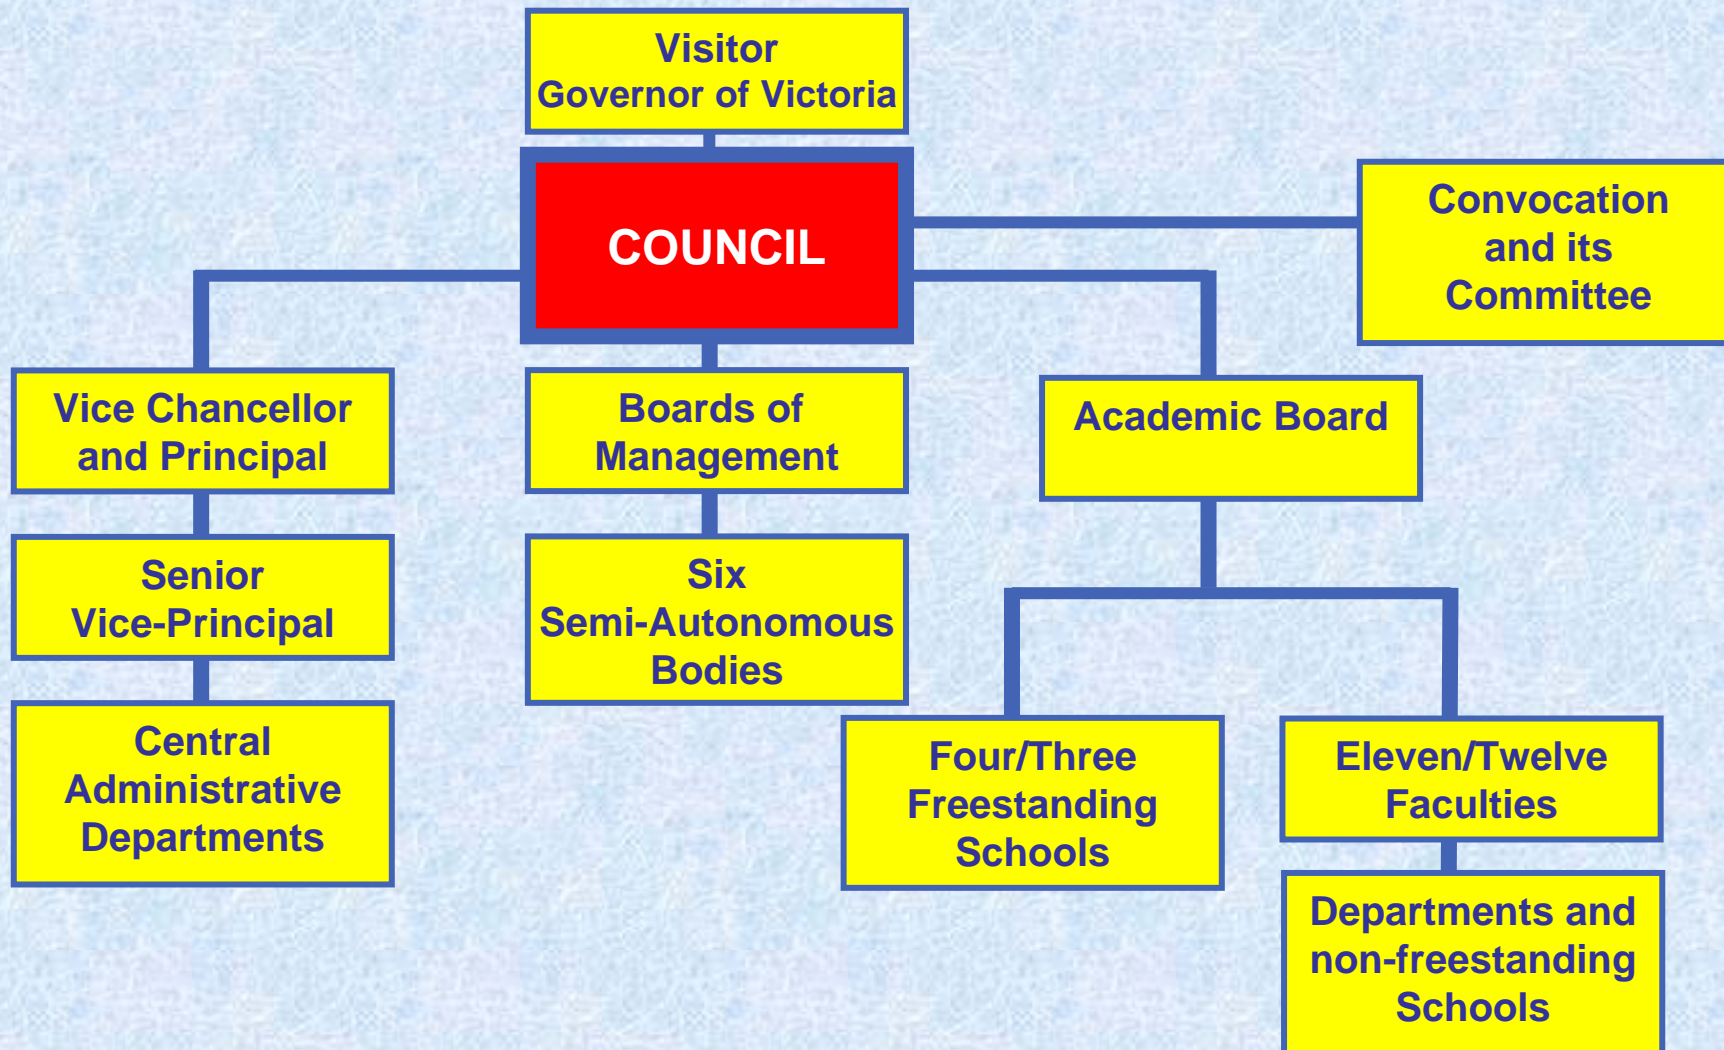 Visitor
Governor of Victoria
COUNCIL
Convocation
and its
Committee
Vice Chancellor
and Principal
Boards of
Management
Academic Board
Senior
Vice-Principal
Six
Semi-Autonomous
Bodies
Central
Administrative
Departments
Four/Three
Freestanding
Schools
Eleven/Twelve
Faculties
Departments and
non-freestanding
Schools